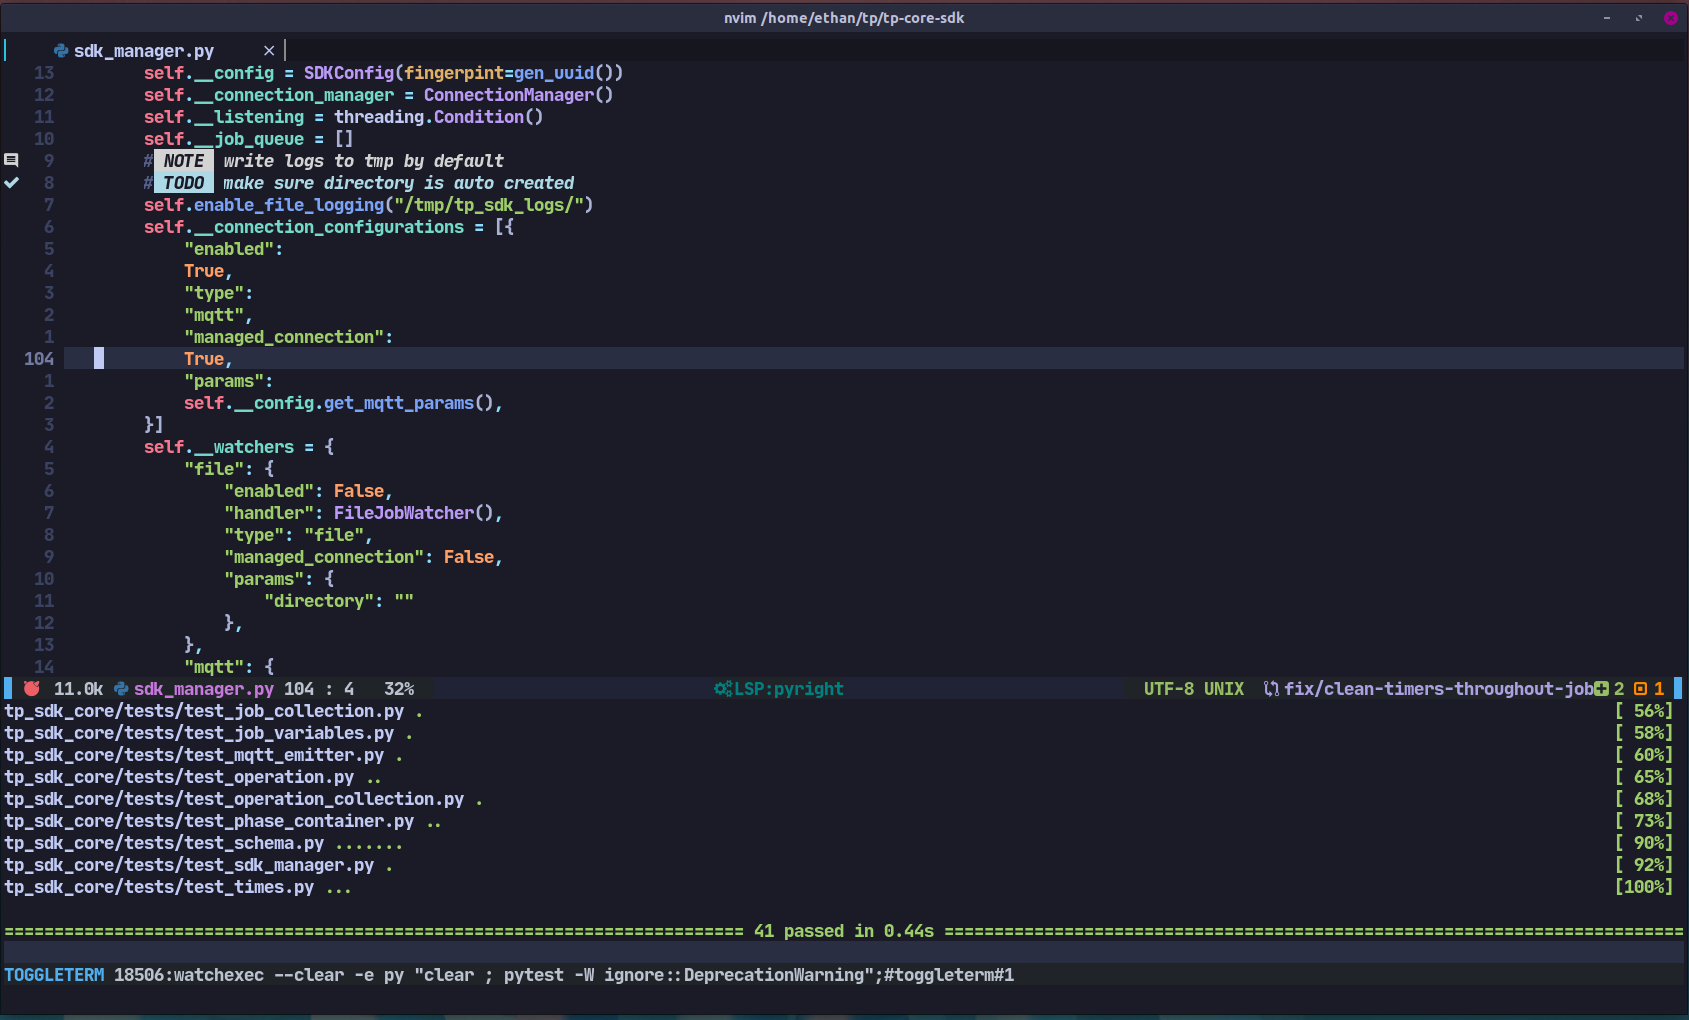 nvim /home/ethan/tp/tp-core-sdk
sdk_manager.py ×
13 self.__config = SDKConfig(fingerpint=gen_uuid())
12 self.__connection_manager = ConnectionManager()
11 self.__listening = threading.Condition()
10 self.__job_queue = []
9 # NOTE write logs to tmp by default
8 # TODO make sure directory is auto created
7 self.enable_file_logging("/tmp/tp_sdk_logs/")
6 self.__connection_configurations = [{
5 "enabled":
4 True,
3 "type":
2 "mqtt",
1 "managed_connection":
104 True,
1 "params":
2 self.__config.get_mqtt_params(),
3 }]
4 self.__watchers = {
5 "file": {
6 "enabled": False,
7 "handler": FileJobWatcher(),
8 "type": "file",
9 "managed_connection": False,
10 "params": {
11 "directory": ""
12 },
13 },
14 "mqtt": {
11.0k sdk_manager.py 104 : 4 32% LSP:pyright UTF-8 UNIX fix/clean-timers-throughout-job 2 1
tp_sdk_core/tests/test_job_collection.py . [ 56%]
tp_sdk_core/tests/test_job_variables.py . [ 58%]
tp_sdk_core/tests/test_mqtt_emitter.py . [ 60%]
tp_sdk_core/tests/test_operation.py .. [ 65%]
tp_sdk_core/tests/test_operation_collection.py . [ 68%]
tp_sdk_core/tests/test_phase_container.py .. [ 73%]
tp_sdk_core/tests/test_schema.py ....... [ 90%]
tp_sdk_core/tests/test_sdk_manager.py . [ 92%]
tp_sdk_core/tests/test_times.py ... [100%]
========================================================================== 41 passed in 0.44s ==========================================================================
TOGGLETERM 18506:watchexec --clear -e py "clear ; pytest -W ignore::DeprecationWarning";#toggleterm#1